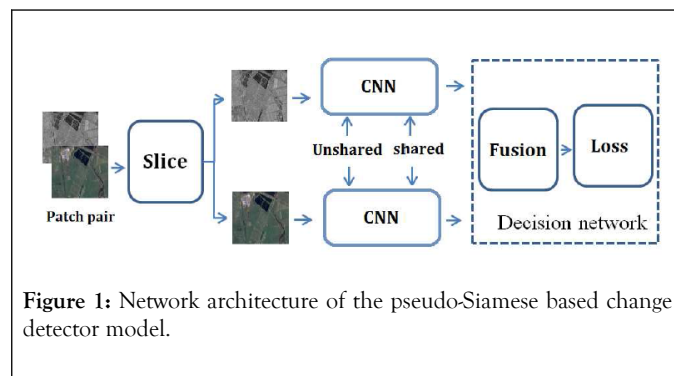 CNN
Slice
Unshared shared
Fusion
Loss
Patch pair
CNN
Decision network
Figure 1: Network architecture of the pseudo-Siamese based change
detector model.